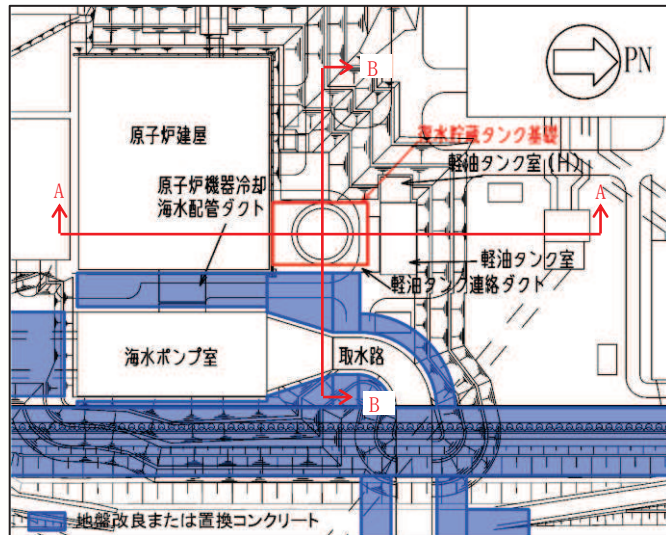 B
PN
原子炉建屋
復水貯蔵タンク基礎
軽油タンク室(H)
原子炉機器冷却
海水配管ダクト
A
A
軽油タンク室
軽油タンク連絡ダクト
海水ポンプ室
取水路
B
地盤改良または置換コンクリート